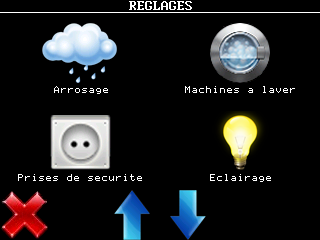 REGLAGES
Arrosage
Machines a laver
Prises de securite
Eclairage